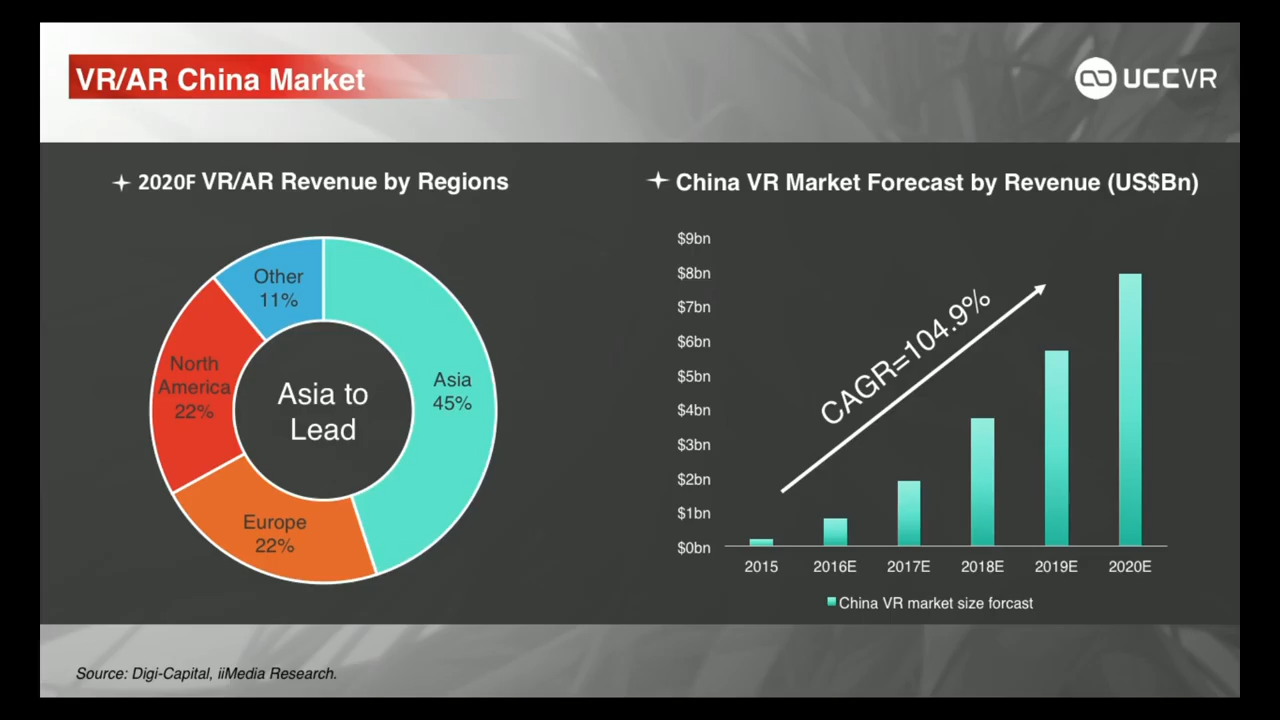 VR/AR China Market
UCCVR
2020F VR/AR Revenue by Regions
Other
11%
North
America
22%
Asia to
Lead
Asia
45%
Europe
22%
China VR Market Forecast by Revenue (US$Bn)
$9bn
$8bn
$7bn
$6bn
$5bn
$4bn
$3bn
$2bn
$1bn
$0bn
CAGR=104.9%
2015 2016E 2017E 2018E 2019E 2020E
China VR market size forcast
Source: Digi-Capital, iiMedia Research.